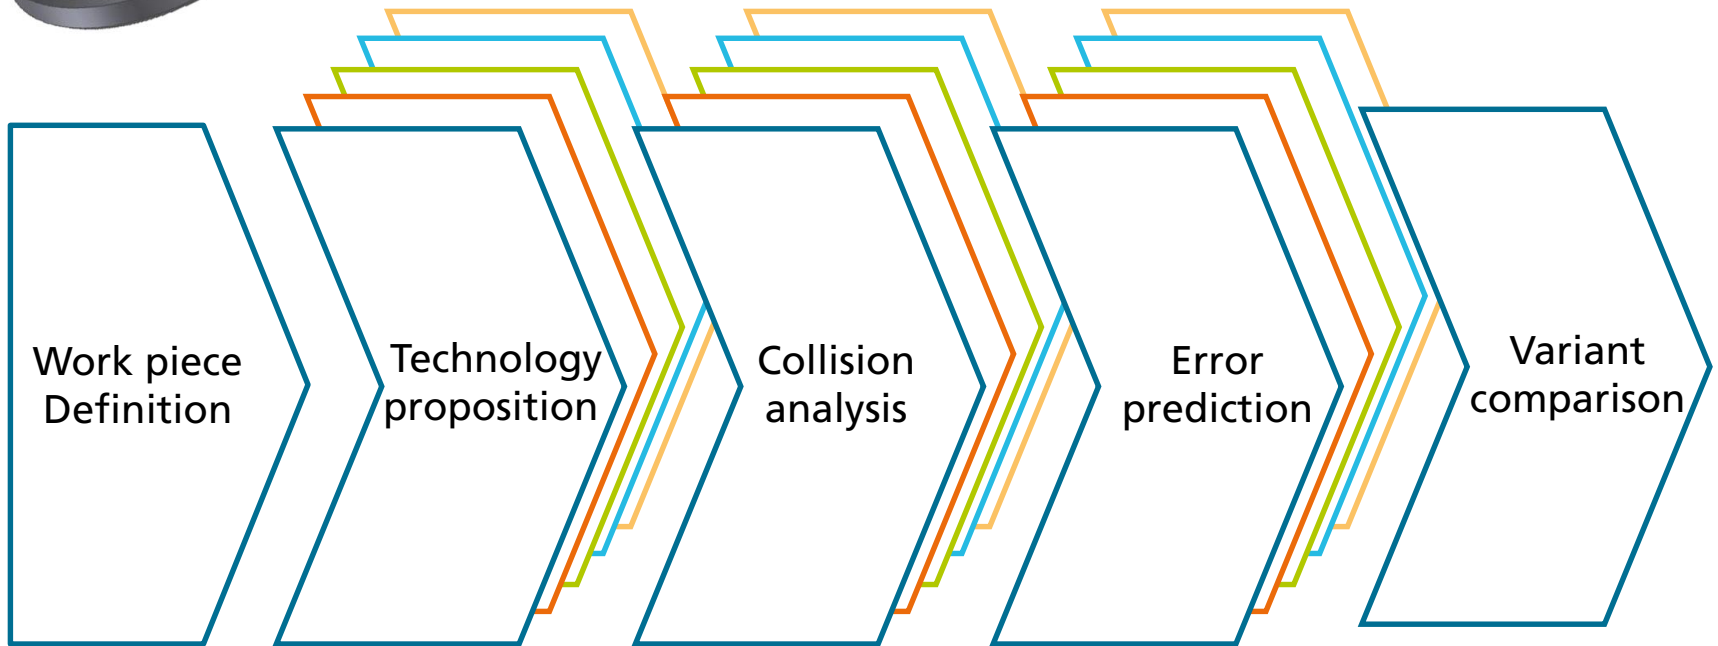 Work piece
Definition
Technology
proposition
Collision
analysis
Error
prediction
Variant
comparison